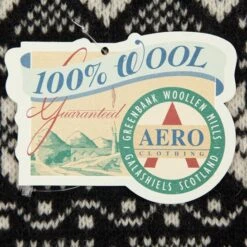 100% WOOL
Guaranteed
GREENBANK WOOLLEN MILLS
AERO
CLOTHING
GALASHIELS SCOTLAND